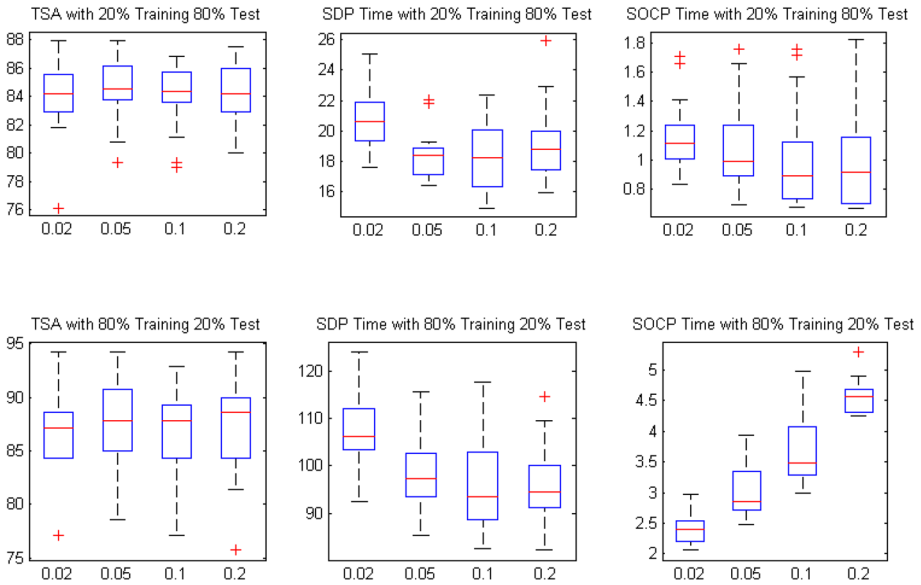 TSA with 20% Training 80% Test
88
86
84
82
80
78
76
0.02 0.05 0.1 0.2
SDP Time with 20% Training 80% Test
26
24
22
20
18
16
0.02 0.05 0.1 0.2
SOCP Time with 20% Training 80% Test
1.8
1.6
1.4
1.2
1
0.8
0.02 0.05 0.1 0.2
TSA with 80% Training 20% Test
95
90
85
80
75
0.02 0.05 0.1 0.2
SDP Time with 80% Training 20% Test
120
110
100
90
0.02 0.05 0.1 0.2
SOCP Time with 80% Training 20% Test
5
4.5
4
3.5
3
2.5
2
0.02 0.05 0.1 0.2